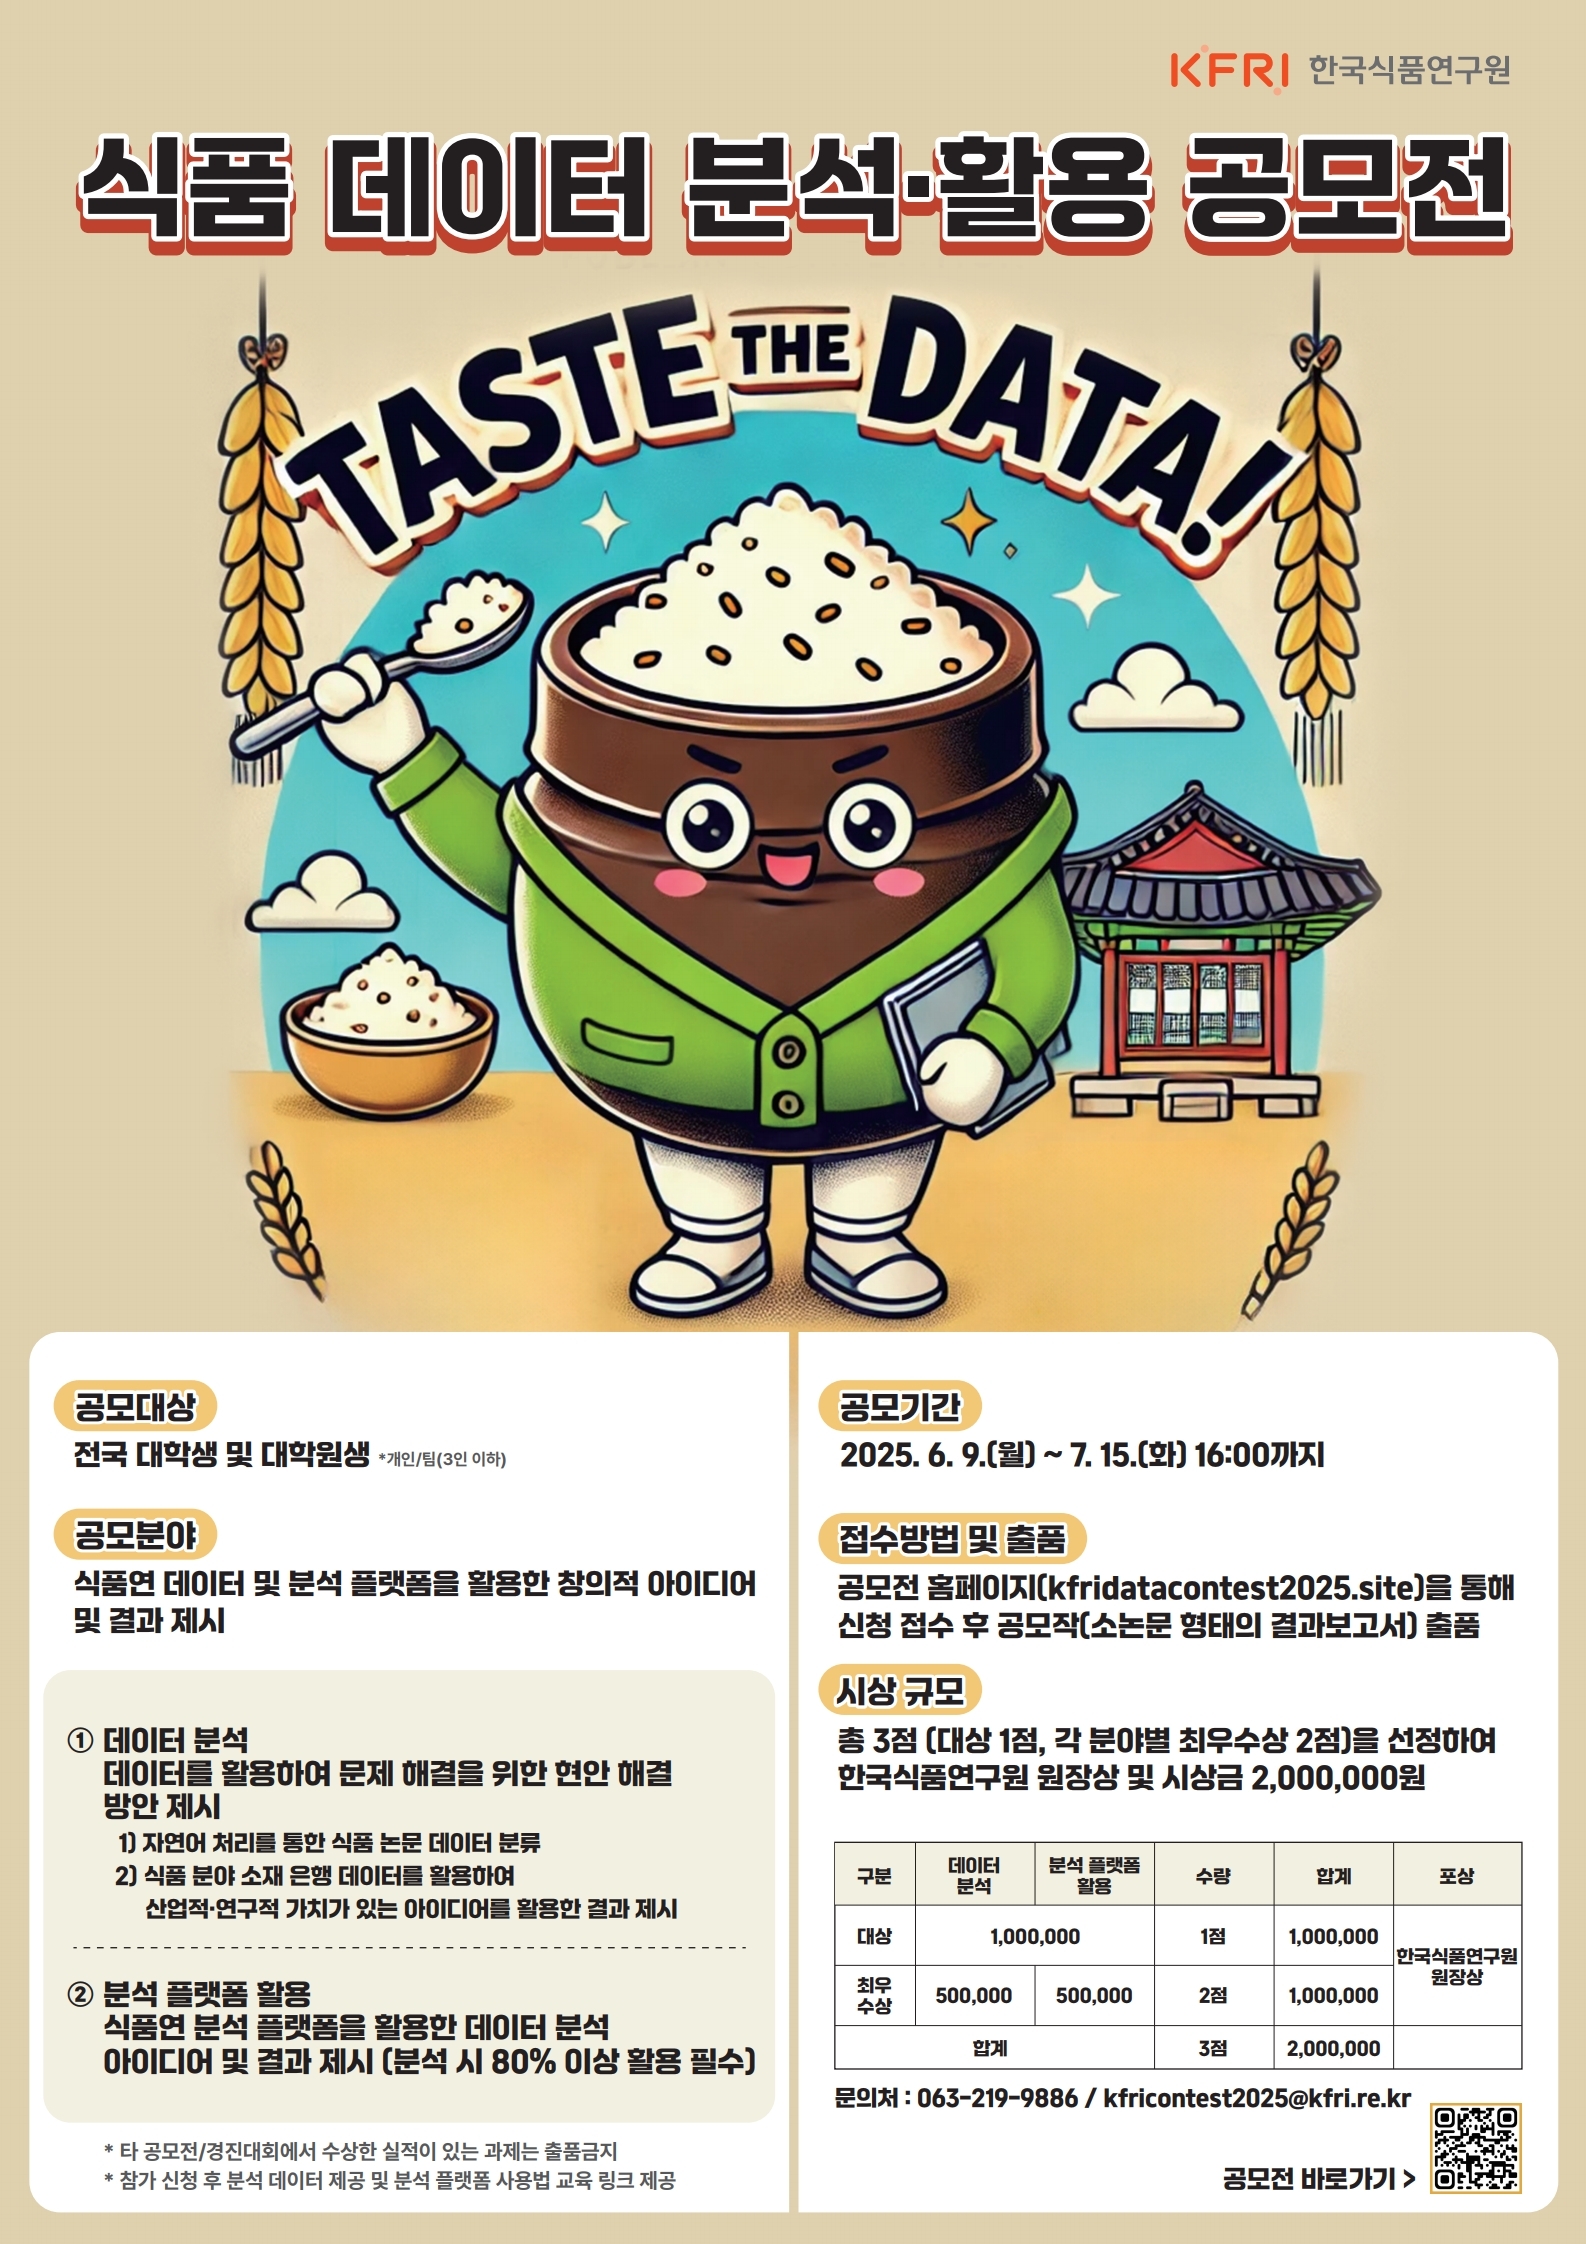 KFRI 한국식품연구원
식품 데이터 분석·활용 공모전
TASTE THE DATA!
공모대상
전국 대학생 및 대학원생 *개인/팀(3인 이하)
공모분야
식품연 데이터 및 분석 플랫폼을 활용한 창의적 아이디어
및 결과 제시
① 데이터 분석
데이터를 활용하여 문제 해결을 위한 현안 해결
방안 제시
1) 자연어 처리를 통한 식품 논문 데이터 분류
2) 식품 분야 소재 은행 데이터를 활용하여
산업적·연구적 가치가 있는 아이디어를 활용한 결과 제시
② 분석 플랫폼 활용
식품연 분석 플랫폼을 활용한 데이터 분석
아이디어 및 결과 제시 (분석 시 80% 이상 활용 필수)
* 타 공모전/경진대회에서 수상한 실적이 있는 과제는 출품금지
* 참가 신청 후 분석 데이터 제공 및 분석 플랫폼 사용법 교육 링크 제공
공모기간
2025. 6. 9.(월) ~ 7. 15.(화) 16:00까지
접수방법 및 출품
공모전 홈페이지(kfridatacontest2025.site)을 통해
신청 접수 후 공모작(소논문 형태의 결과보고서) 출품
시상 규모
총 3점 (대상 1점, 각 분야별 최우수상 2점)을 선정하여
한국식품연구원 원장상 및 시상금 2,000,000원
구분 데이터 분석 분석 플랫폼 활용 수량 합계 포상
대상 1,000,000 1점 1,000,000 한국식품연구원 원장상
최우수상 500,000 500,000 2점 1,000,000
합계 3점 2,000,000
문의처 : 063-219-9886 / kfricontest2025@kfri.re.kr
공모전 바로가기 >